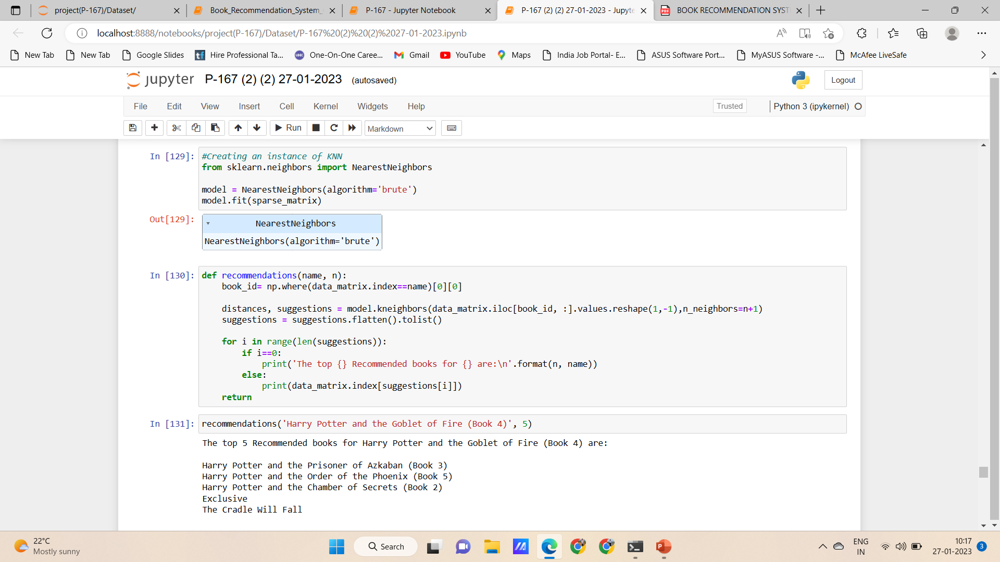 project(P-167)/Dataset/
Book_Recommendation_System_
P-167 - Jupyter Notebook
P-167 (2) (2) 27-01-2023 - Jupyte
BOOK RECOMMENDATION SYST
localhost:8888/notebooks/project(P-167)/Dataset/P-167%20(2)%20(2)%2027-01-2023.ipynb
New Tab
New Tab
Google Slides
Hire Professional Ta...
One-On-One Caree...
Gmail
YouTube
Maps
India Job Portal- E...
ASUS Software Port...
MyASUS Software -...
McAfee LiveSafe
jupyter P-167 (2) (2) 27-01-2023 (autosaved)
Logout
File Edit View Insert Cell Kernel Widgets Help
Trusted
Python 3 (ipykernel)
Run
Markdown
In [129]: #Creating an instance of KNN
from sklearn.neighbors import NearestNeighbors
model = NearestNeighbors(algorithm='brute')
model.fit(sparse_matrix)
Out[129]: NearestNeighbors
NearestNeighbors(algorithm='brute')
In [130]: def recommendations(name, n):
book_id= np.where(data_matrix.index==name)[0][0]
distances, suggestions = model.kneighbors(data_matrix.iloc[book_id, :].values.reshape(1,-1),n_neighbors=n+1)
suggestions = suggestions.flatten().tolist()
for i in range(len(suggestions)):
if i==0:
print('The top {} Recommended books for {} are:\n'.format(n, name))
else:
print(data_matrix.index[suggestions[i]])
return
In [131]: recommendations('Harry Potter and the Goblet of Fire (Book 4)', 5)
The top 5 Recommended books for Harry Potter and the Goblet of Fire (Book 4) are:
Harry Potter and the Prisoner of Azkaban (Book 3)
Harry Potter and the Order of the Phoenix (Book 5)
Harry Potter and the Chamber of Secrets (Book 2)
Exclusive
The Cradle Will Fall
22°C
Mostly sunny
Search
ENG
IN
10:17
27-01-2023
3